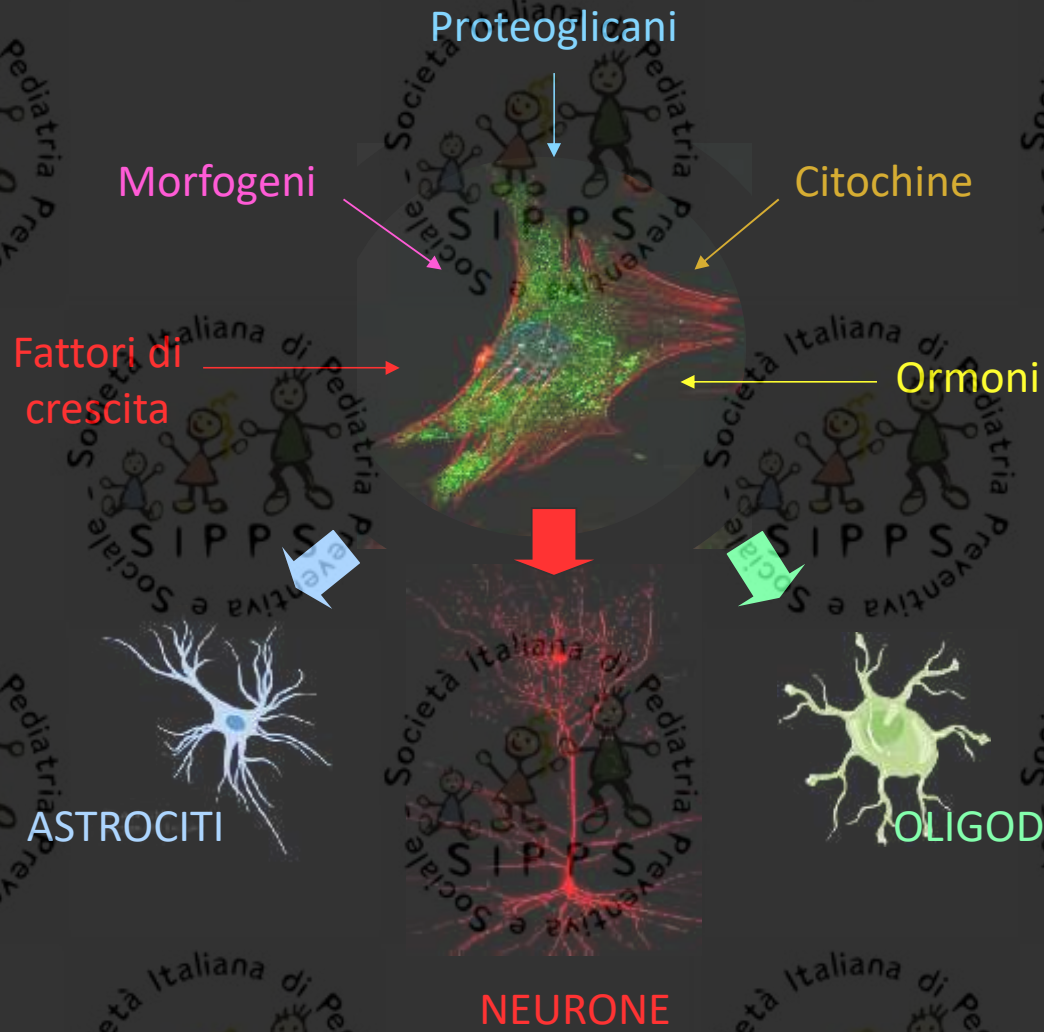 Proteoglicani
Morfogeni
Citochine
Fattori di
crescita
Ormoni
ASTROCITI
OLIGOD
NEURONE
Società Italiana di Pediatria Preventiva e Sociale -
SIPPS